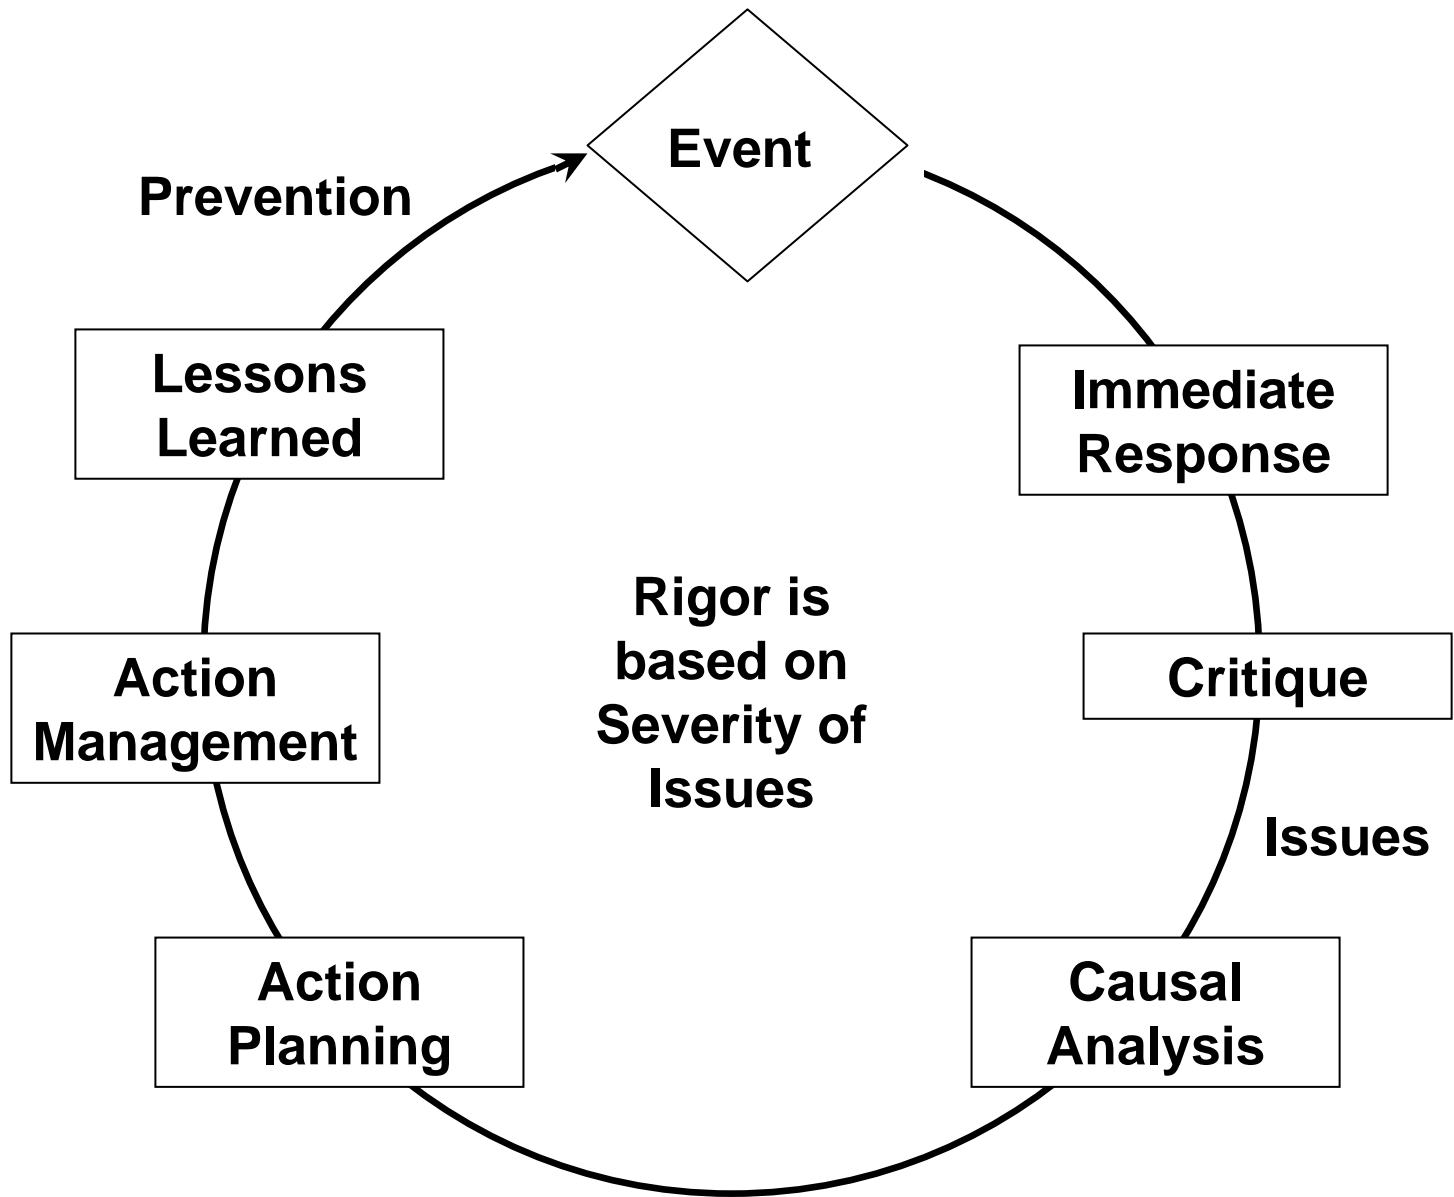 Event
Prevention
Lessons
Learned
Immediate
Response
Rigor is
based on
Severity of
Issues
Action
Management
Critique
Issues
Action
Planning
Causal
Analysis